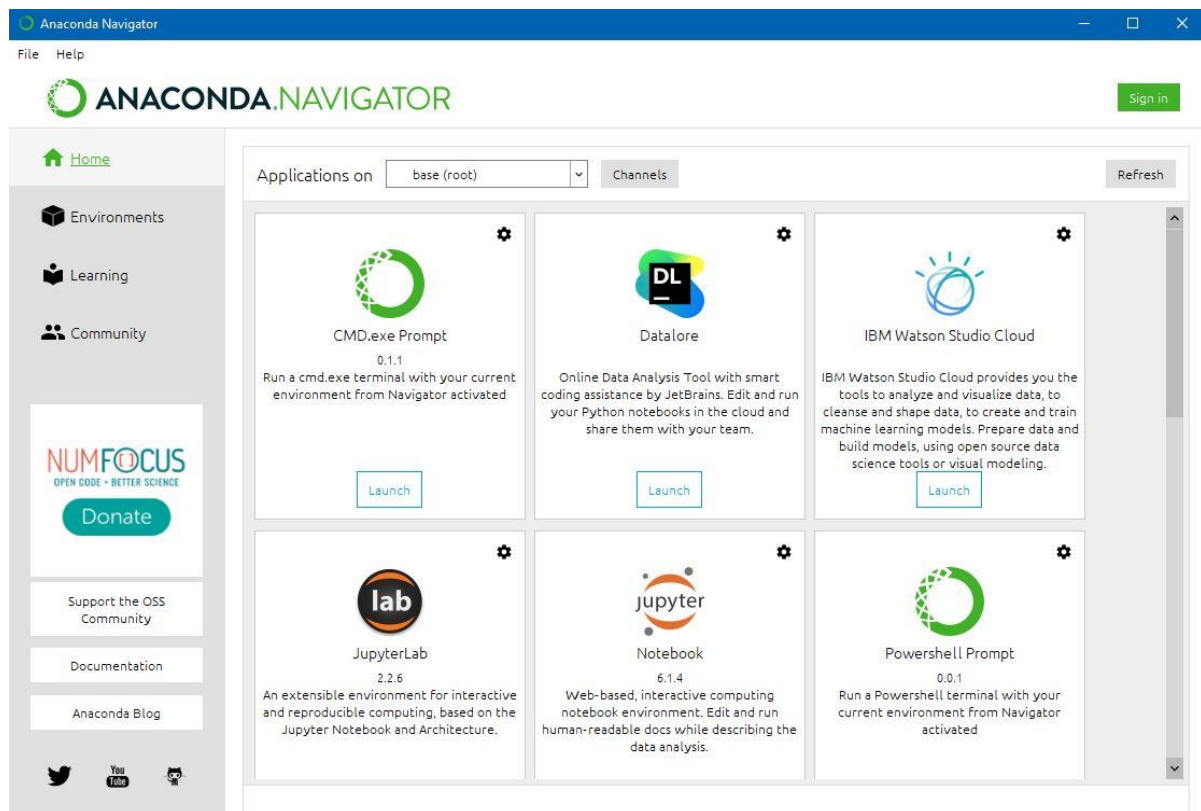 Anaconda Navigator
File Help
ANACONDA.NAVIGATOR
Sign in
Home
Environments
Learning
Community
NUMFOCUS
OPEN CODE = BETTER SCIENCE
Donate
Support the OSS
Community
Documentation
Anaconda Blog
You
Tube
Applications on base (root) Channels Refresh
DL
CMD.exe Prompt
0.1.1
Run a cmd.exe terminal with your current
environment from Navigator activated
Launch
Datalore
Online Data Analysis Tool with smart
coding assistance by JetBrains. Edit and run
your Python notebooks in the cloud and
share them with your team.
Launch
IBM Watson Studio Cloud
IBM Watson Studio Cloud provides you the
tools to analyze and visualize data, to
cleanse and shape data, to create and train
machine learning models. Prepare data and
build models, using open source data
science tools or visual modeling.
Launch
lab
JupyterLab
2.2.6
An extensible environment for interactive
and reproducible computing, based on the
Jupyter Notebook and Architecture.
jupyter
Notebook
6.1.4
Web-based, interactive computing
notebook environment. Edit and run
human-readable docs while describing the
data analysis.
Powershell Prompt
0.0.1
Run a Powershell terminal with your
current environment from Navigator
activated